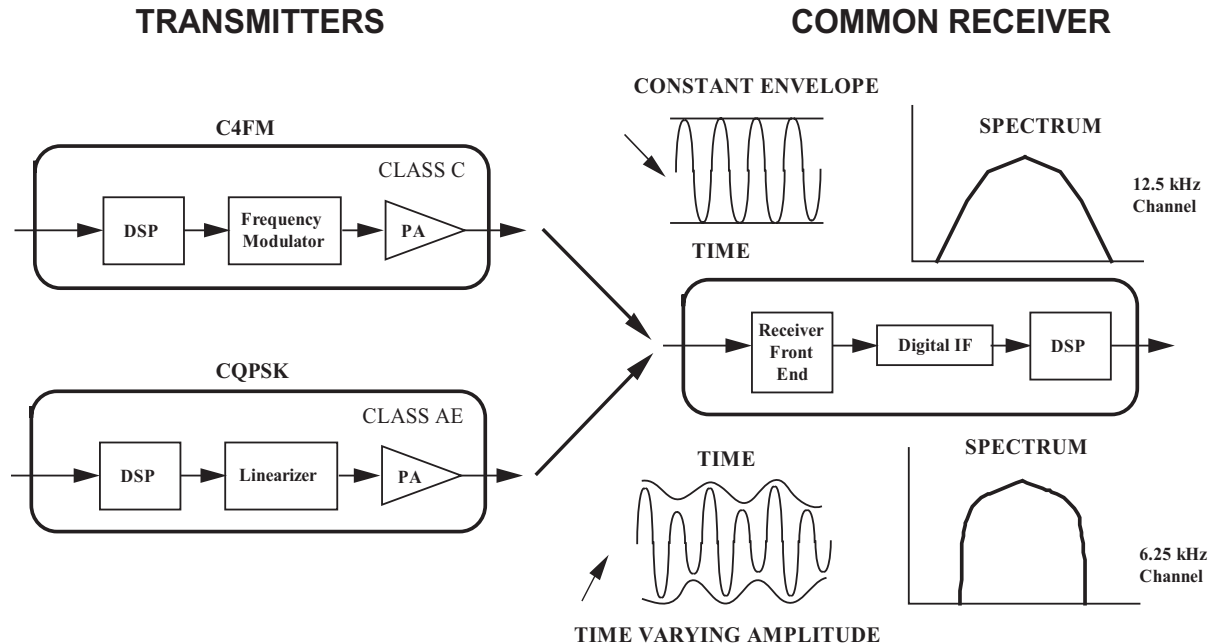 TRANSMITTERS
COMMON RECEIVER
C4FM
CLASS C
DSP
Frequency
Modulator
PA
CQPSK
CLASS AE
DSP
Linearizer
PA
CONSTANT ENVELOPE
TIME
SPECTRUM
12.5 kHz
Channel
Receiver
Front
End
Digital IF
DSP
TIME
TIME VARYING AMPLITUDE
SPECTRUM
6.25 kHz
Channel